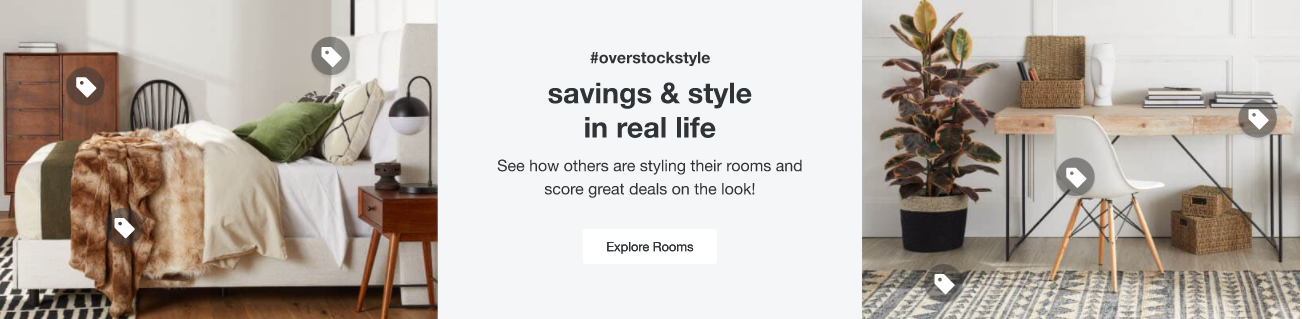 #overstockstyle
savings & style
in real life
See how others are styling their rooms and
score great deals on the look!
Explore Rooms